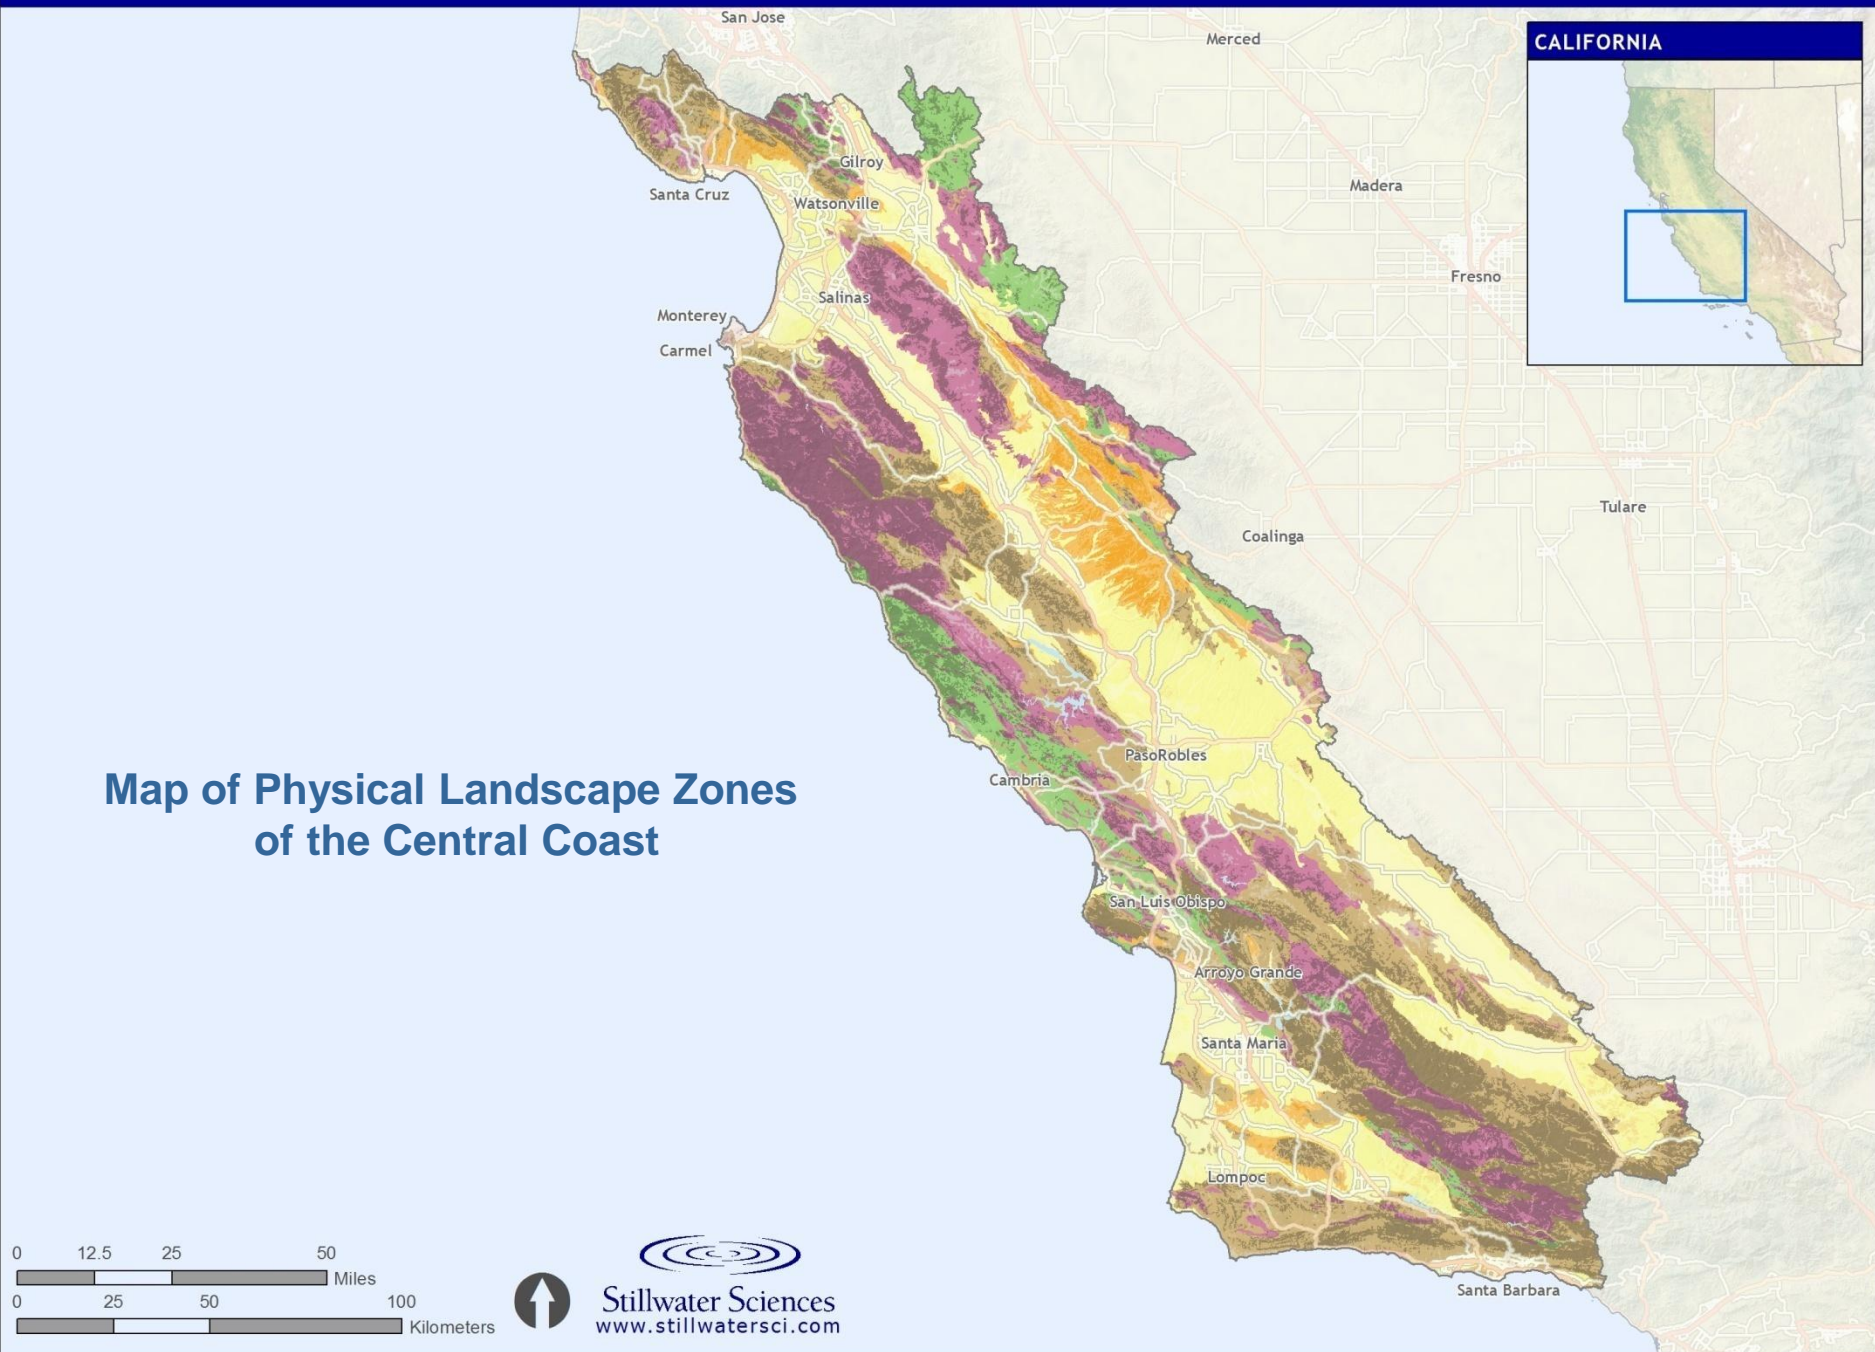 San Jose
Merced
CALIFORNIA
Gilroy
Madera
Santa Cruz
Watsonville
Fresno
Salinas
Monterey
Carmel
Tulare
Coalinga
PasoRobles
Cambria
Map of Physical Landscape Zones
of the Central Coast
San Luis Obispo
Arroyo Grande
Santa Maria
Lompoc
Santa Barbara
0 12.5 25 50
Miles
0 25 50 100
Kilometers
Stillwater Sciences
www.stillwatersci.com